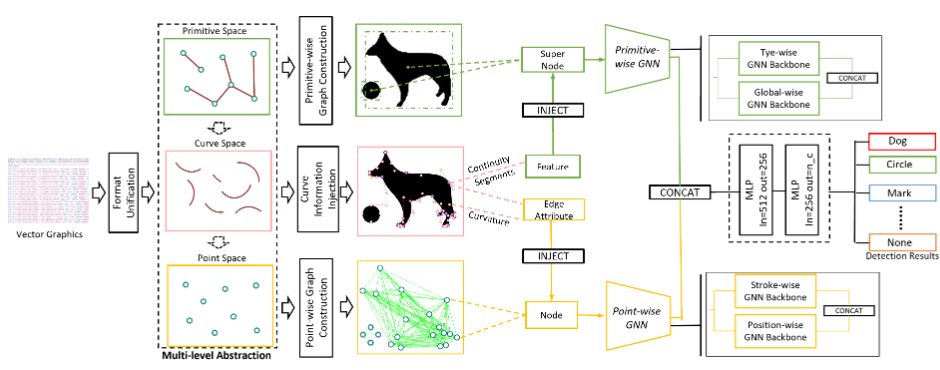 Vector Graphics
Format
Unification
Primitive Space
Curve Space
Point Space
Multi-level Abstraction
Primitive-wise
Graph Construction
Curve
Information
Injection
Point-wise Graph
Construction
Continuity
Segments
Curvature
Super
Node
INJECT
Feature
Edge
Attribute
INJECT
Node
Primitive-
wise GNN
Point-wise
GNN
CONCAT
Tye-wise
GNN Backbone
Global-wise
GNN Backbone
CONCAT
MLP
In=512 out=256
MLP
In=256 out=n_c
Dog
Circle
Mark
None
Detection Results
Stroke-wise
GNN Backbone
Position-wise
GNN Backbone
CONCAT